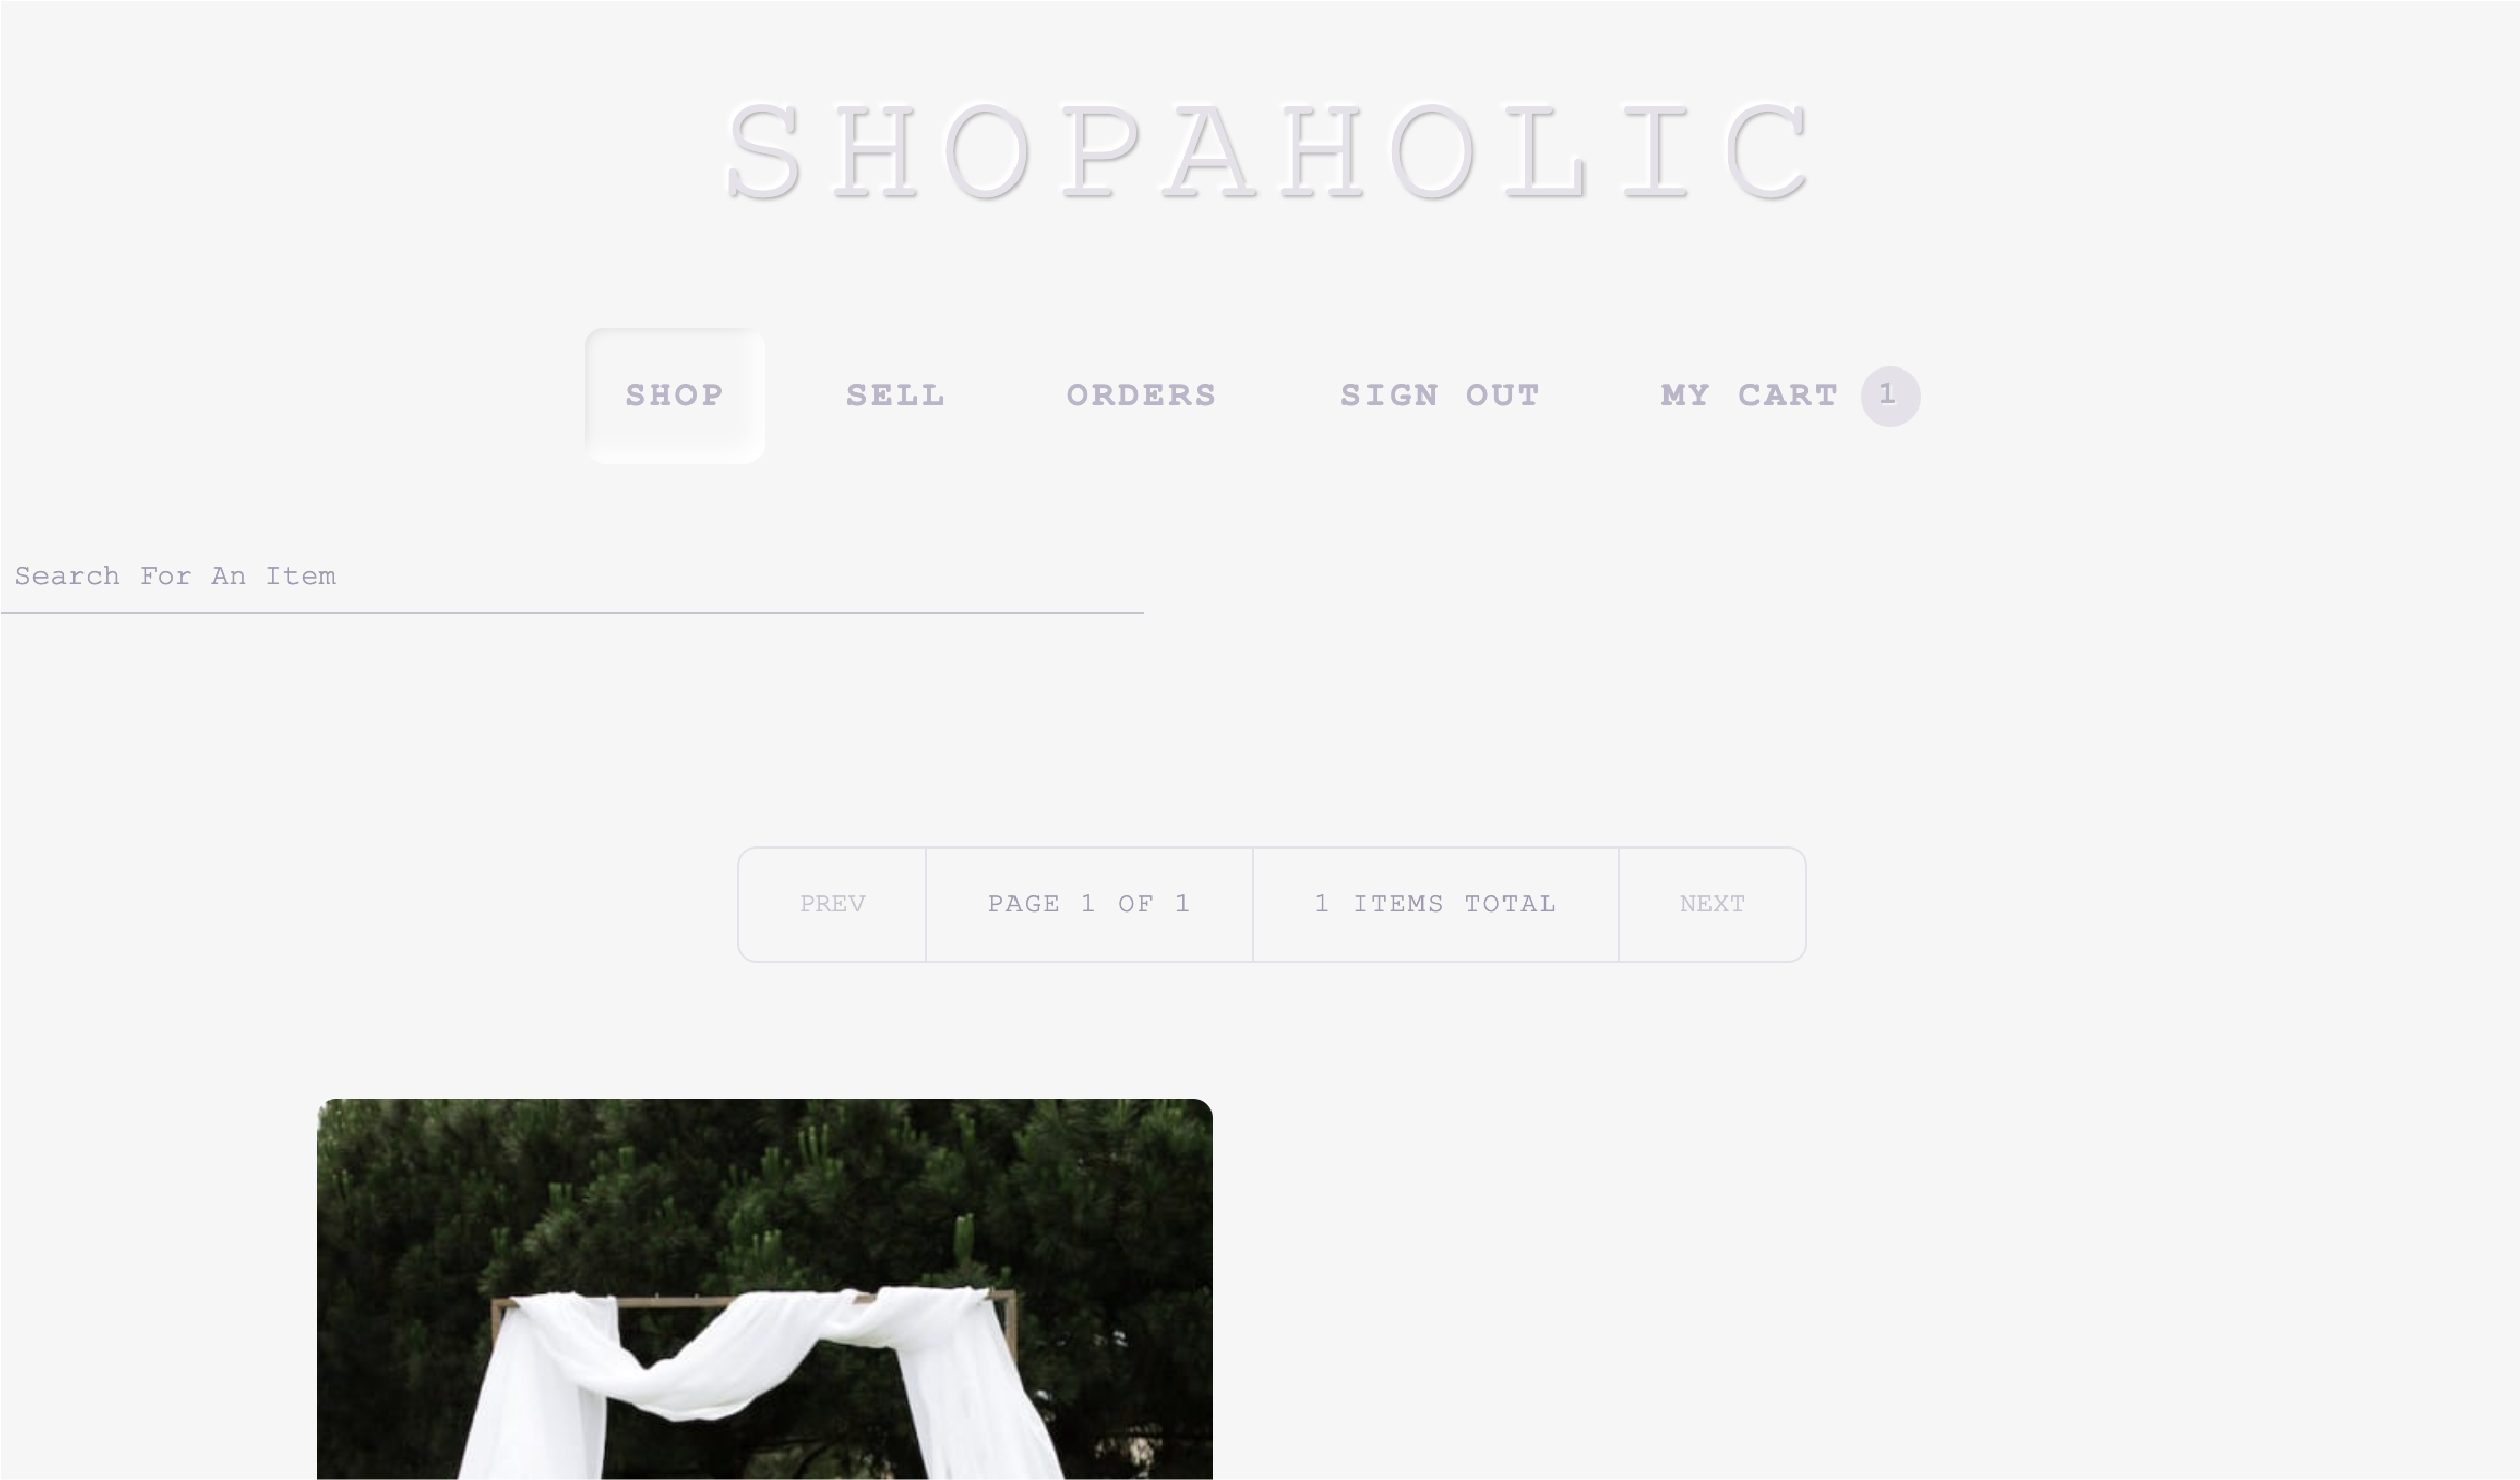 SHOPAHOLIC
SHOP SELL ORDERS SIGN OUT MY CART 1
Search For An Item
PREV PAGE 1 OF 1 1 ITEMS TOTAL NEXT